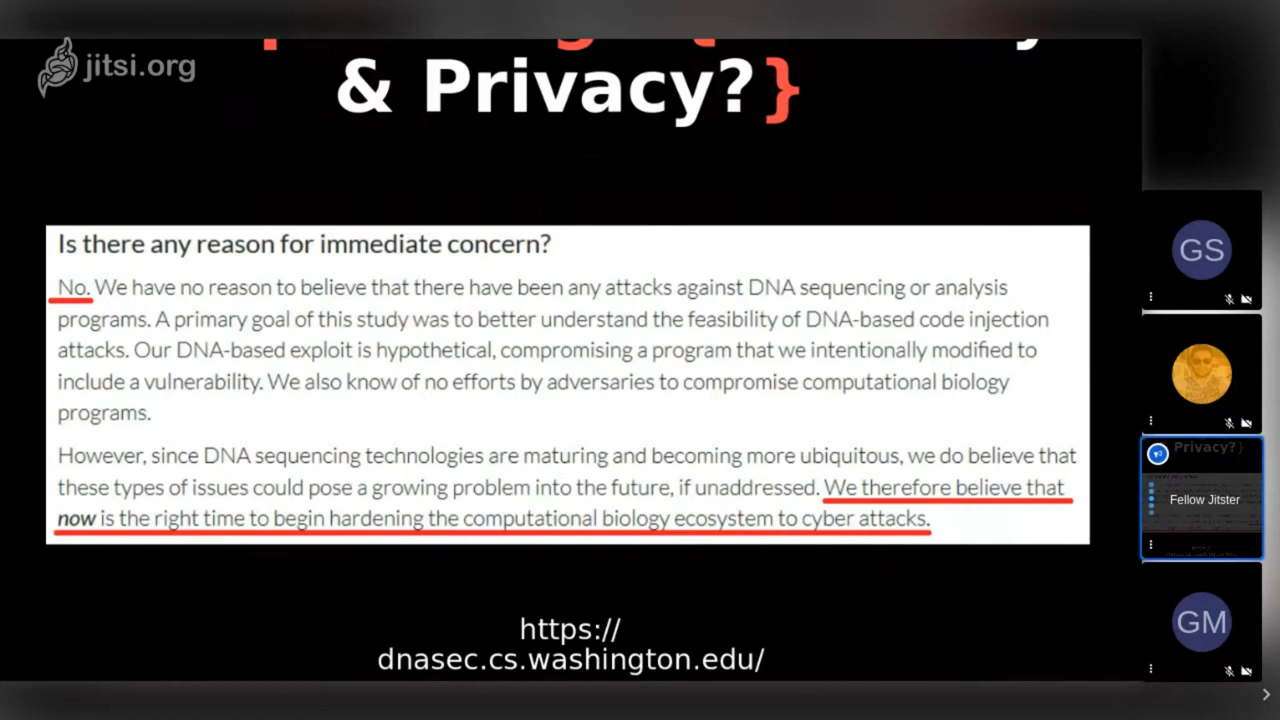 jitsi.org
& Privacy?}
Is there any reason for immediate concern?
No. We have no reason to believe that there have been any attacks against DNA sequencing or analysis
programs. A primary goal of this study was to better understand the feasibility of DNA-based code injection
attacks. Our DNA-based exploit is hypothetical, compromising a program that we intentionally modified to
include a vulnerability. We also know of no efforts by adversaries to compromise computational biology
programs.
However, since DNA sequencing technologies are maturing and becoming more ubiquitous, we do believe that
these types of issues could pose a growing problem into the future, if unaddressed. We therefore believe that
now is the right time to begin hardening the computational biology ecosystem to cyber attacks.
https://
dnasec.cs.washington.edu/
GS
Privacy?}
Fellow Jitster
GM